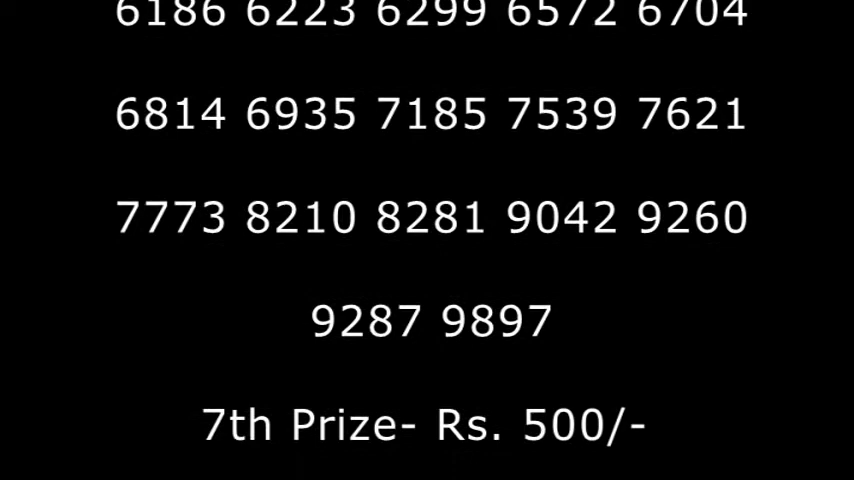 6186 6223 6299 6572 6704
6814 6935 7185 7539 7621
7773 8210 8281 9042 9260
9287 9897
7th Prize- Rs. 500/-